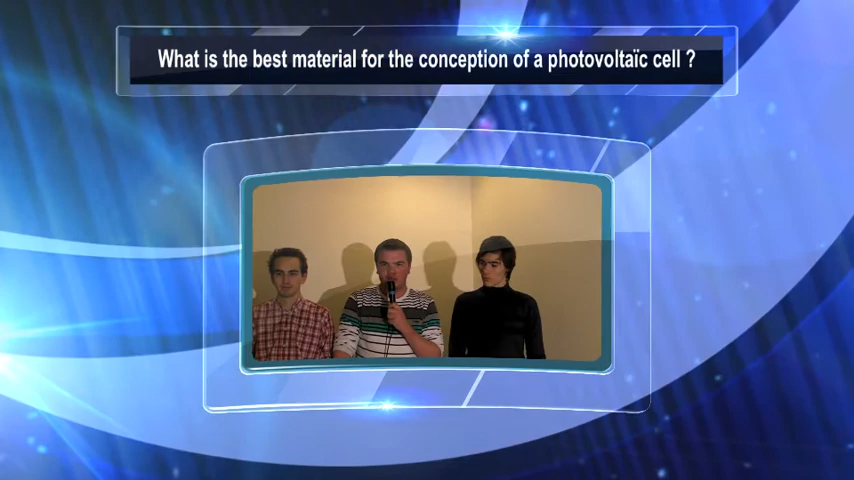 What is the best material for the conception of a photovoltaïc cell ?